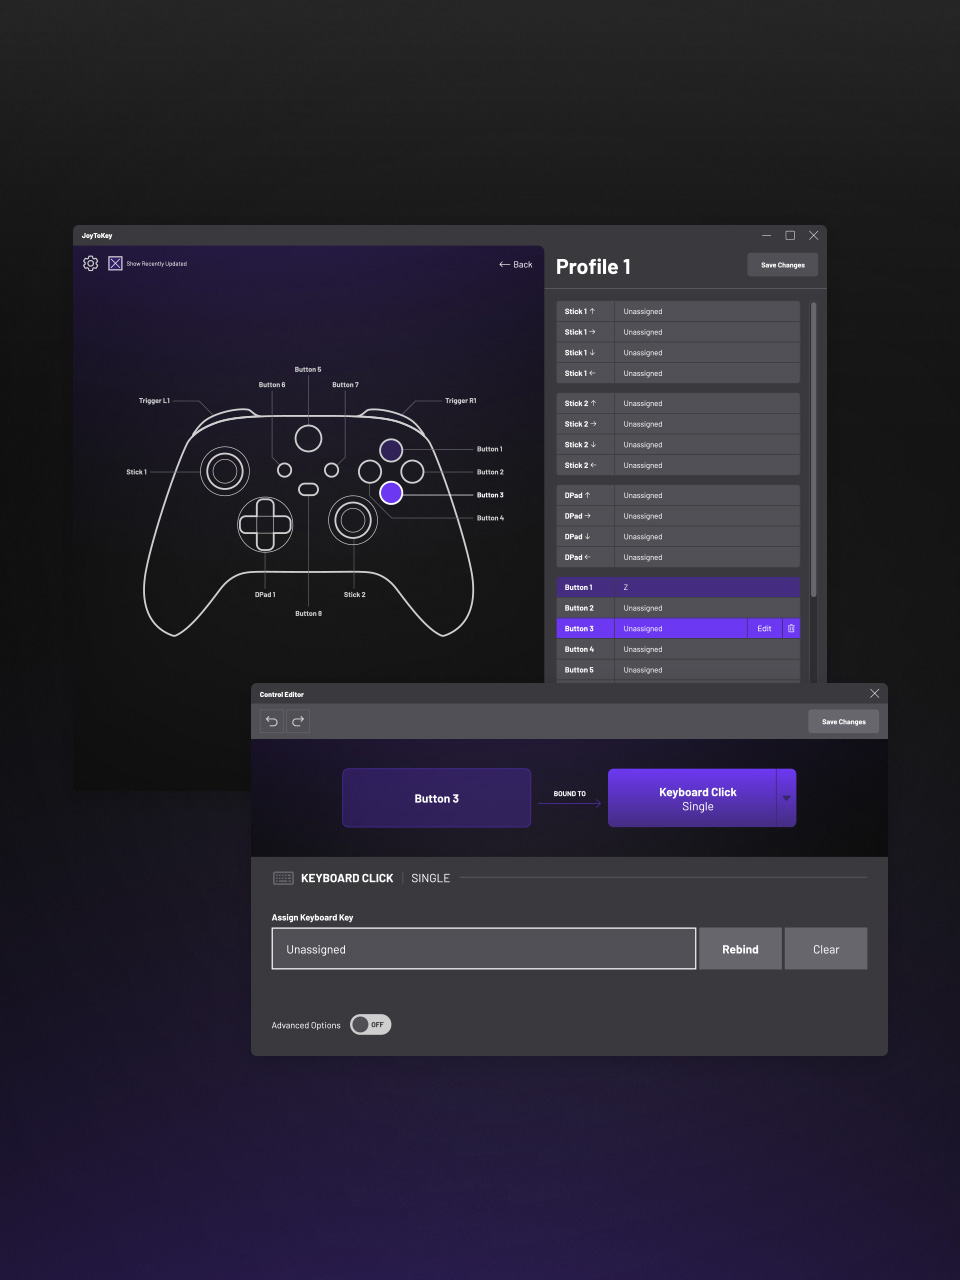 JoyToKey
Show Recently Updated
← Back
Profile 1
Save Changes
Button 5
Button 6
Button 7
Trigger L1
Trigger R1
Button 1
Stick 1
Button 2
Button 3
Button 4
DPad 1
Stick 2
Button 8
Stick 1 ↑ Unassigned
Stick 1 → Unassigned
Stick 1 ↓ Unassigned
Stick 1 ← Unassigned
Stick 2 ↑ Unassigned
Stick 2 → Unassigned
Stick 2 ↓ Unassigned
Stick 2 ← Unassigned
DPad ↑ Unassigned
DPad → Unassigned
DPad ↓ Unassigned
DPad ← Unassigned
Button 1 Z
Button 2 Unassigned
Button 3 Unassigned Edit
Button 4 Unassigned
Button 5 Unassigned
Control Editor
Save Changes
Button 3
BOUND TO
Keyboard Click
Single
KEYBOARD CLICK | SINGLE
Assign Keyboard Key
Unassigned Rebind Clear
Advanced Options OFF